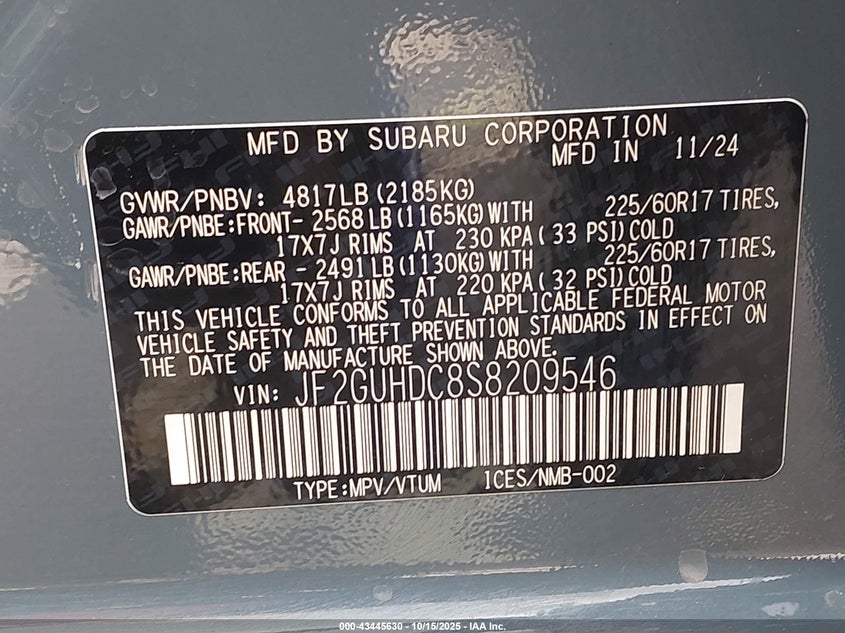 MFD BY SUBARU CORPORATION
MFD IN 11/24
GVWR/PNBV: 4817LB (2185KG)
GAWR/PNBE:FRONT- 2568 LB (1165KG) WITH 225/60R17 TIRES,
17X7J RIMS AT 230 KPA ( 33 PSI) COLD
GAWR/PNBE:REAR - 2491 LB (1130KG) WITH 225/60R17 TIRES,
17X7J RIMS AT 220 KPA ( 32 PSI) COLD
THIS VEHICLE CONFORMS TO ALL APPLICABLE FEDERAL MOTOR
VEHICLE SAFETY AND THEFT PREVENTION STANDARDS IN EFFECT ON
THE DATE OF MANUFACTURE SHOWN ABOVE.
VIN: JF2GUHDC8S8209546
TYPE:MPV/VTUM 1CES/NMB-002
000-43445630 - 10/15/2025 - IAA Inc.